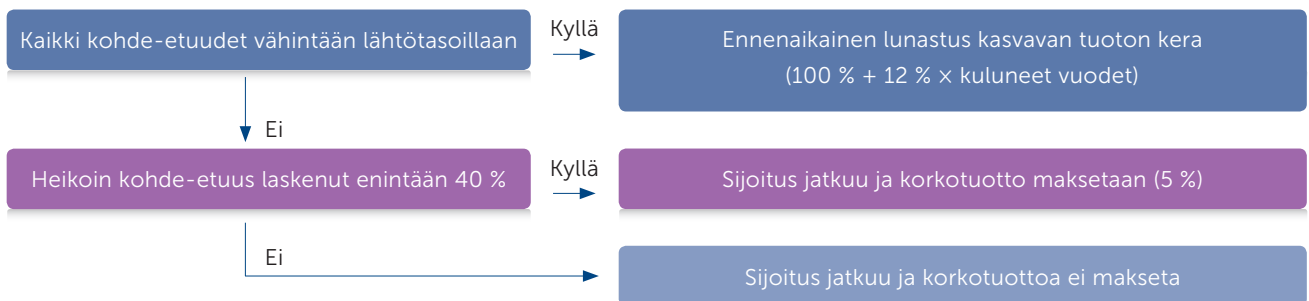 Kaikki kohde-etuudet vähintään lähtötasoillaan
Kyllä
Ennenaikainen lunastus kasvavan tuoton kera
(100 % + 12 % × kuluneet vuodet)
Ei
Heikoin kohde-etuus laskenut enintään 40 %
Kyllä
Sijoitus jatkuu ja korkotuotto maksetaan (5 %)
Ei
Sijoitus jatkuu ja korkotuottoa ei makseta